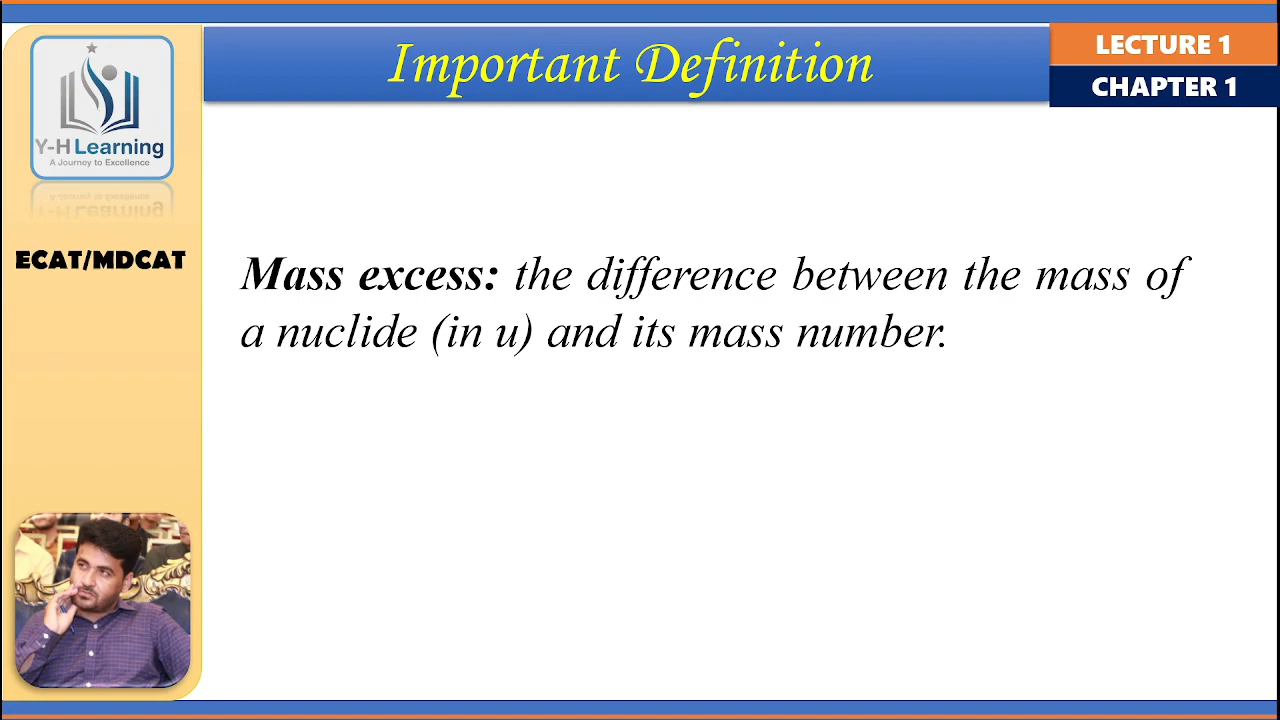 Important Definition
LECTURE 1
CHAPTER 1
Y-H Learning
A Journey to Excellence
ECAT/MDCAT
Mass excess: the difference between the mass of
a nuclide (in u) and its mass number.